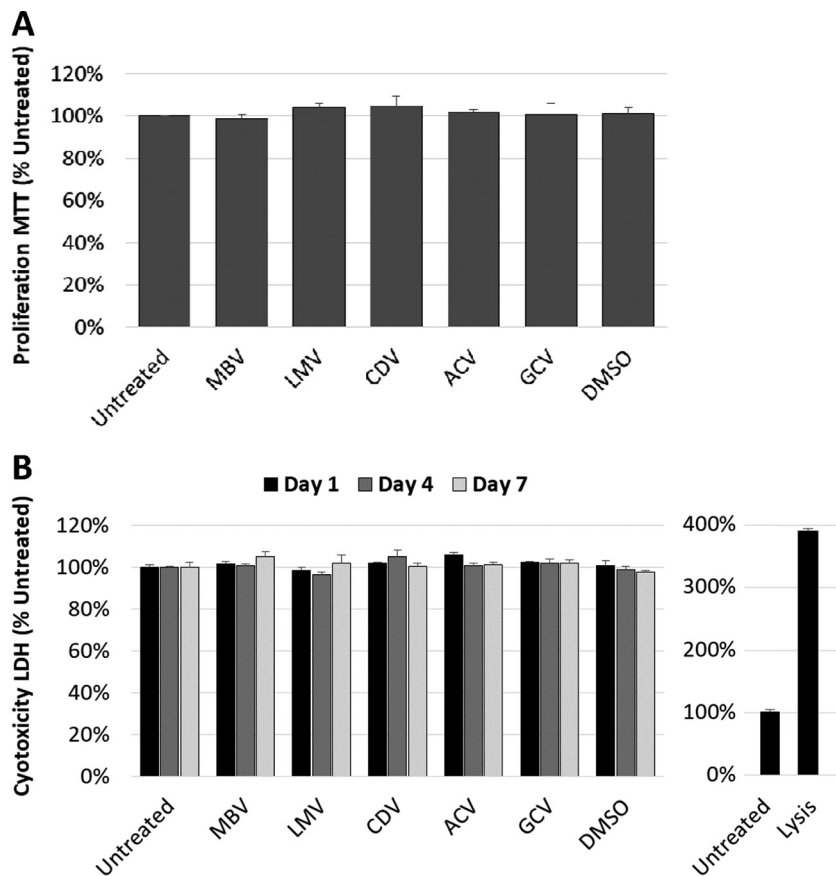 A
Proliferation MTT (% Untreated)
120%
100%
80%
60%
40%
20%
0%
Untreated
MBV
LMV
CDV
ACV
GCV
DMSO
B
Day 1 Day 4 Day 7
Cyotoxicity LDH (% Untreated)
120%
100%
80%
60%
40%
20%
0%
Untreated
MBV
LMV
CDV
ACV
GCV
DMSO
400%
300%
200%
100%
0%
Untreated
Lysis